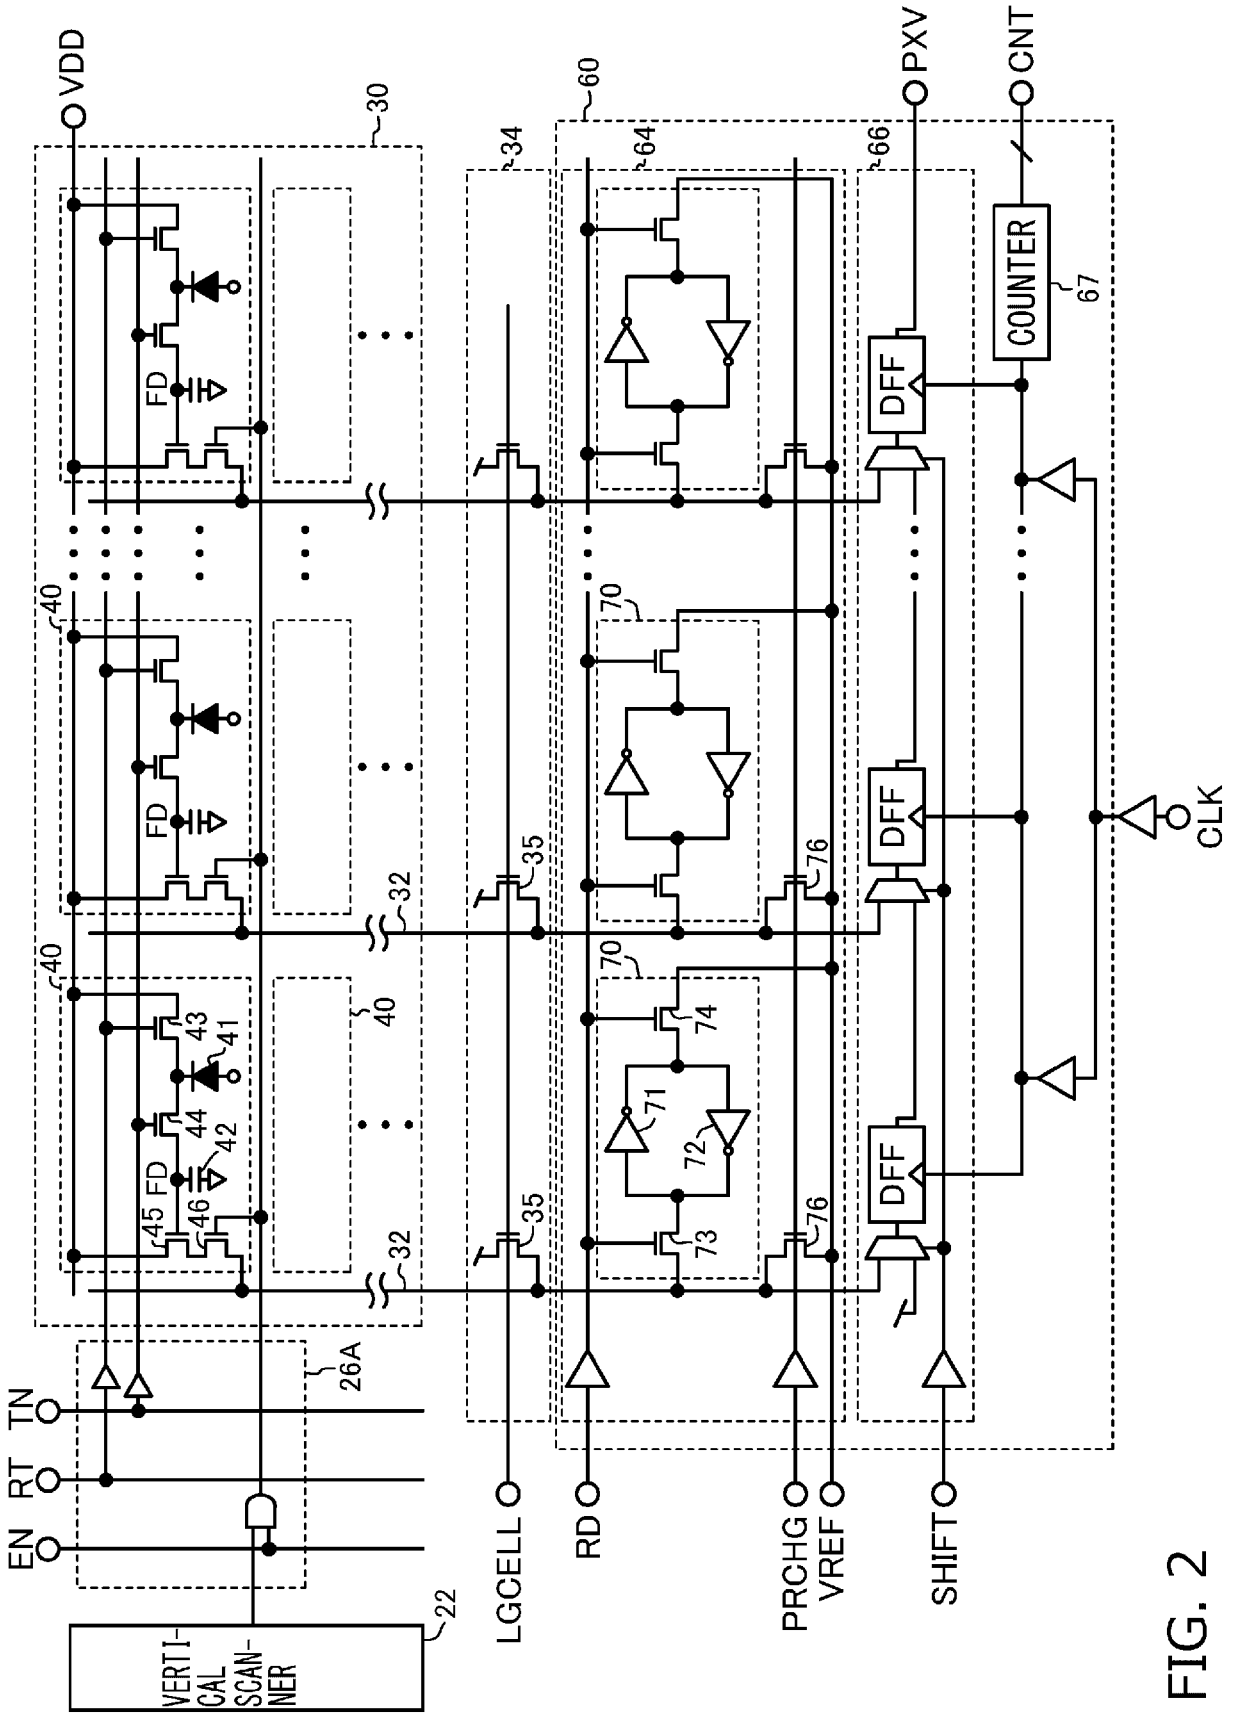 EN
RT
TN
VDD
VERTI-
CAL
SCAN-
NER
22
26A
30
40
40
40
45
46
FD
42
44
41
43
FD
FD
32
32
LGCELL
34
35
35
60
RD
64
70
70
71
72
73
74
76
76
PRCHG
VREF
66
DFF
DFF
DFF
PXV
SHIFT
COUNTER
67
CNT
CLK
FIG. 2